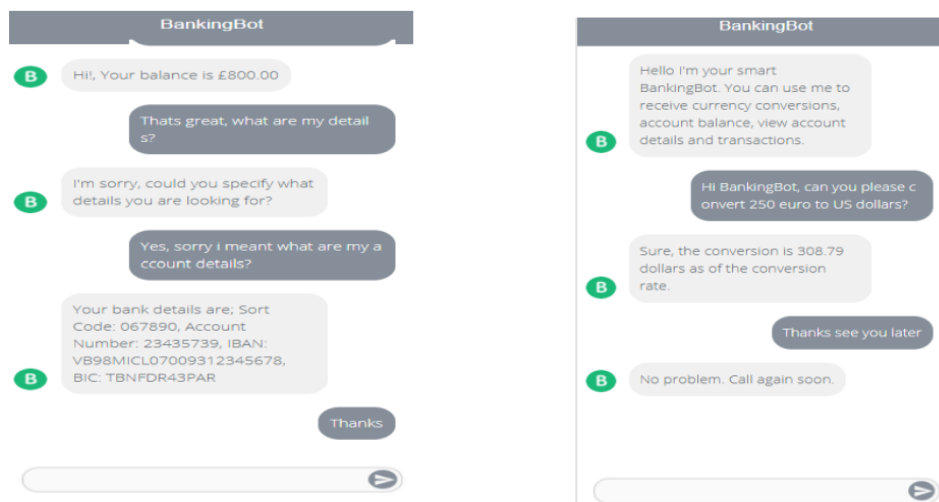 BankingBot
B
Hi!, Your balance is £800.00
Thats great, what are my detail
s?
B
I'm sorry, could you specify what
details you are looking for?
Yes, sorry i meant what are my a
ccount details?
B
Your bank details are; Sort
Code: 067890, Account
Number: 23435739, IBAN:
VB98MICL07009312345678,
BIC: TBNFDR43PAR
Thanks
BankingBot
B
Hello I'm your smart
BankingBot. You can use me to
receive currency conversions,
account balance, view account
details and transactions.
Hi BankingBot, can you please c
onvert 250 euro to US dollars?
B
Sure, the conversion is 308.79
dollars as of the conversion
rate.
Thanks see you later
B
No problem. Call again soon.